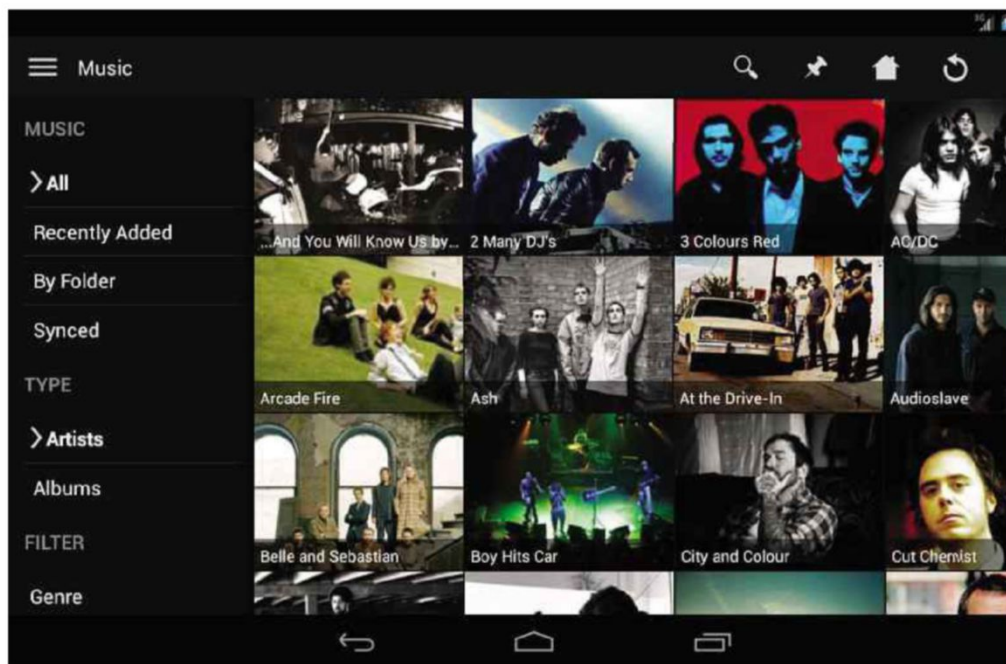 3G
Music
MUSIC
All
Recently Added
By Folder
Synced
TYPE
Artists
Albums
FILTER
Genre
...And You Will Know Us by...
2 Many DJ's
3 Colours Red
AC/DC
Arcade Fire
Ash
At the Drive-In
Audioslave
Belle and Sebastian
Boy Hits Car
City and Colour
Cut Chemist